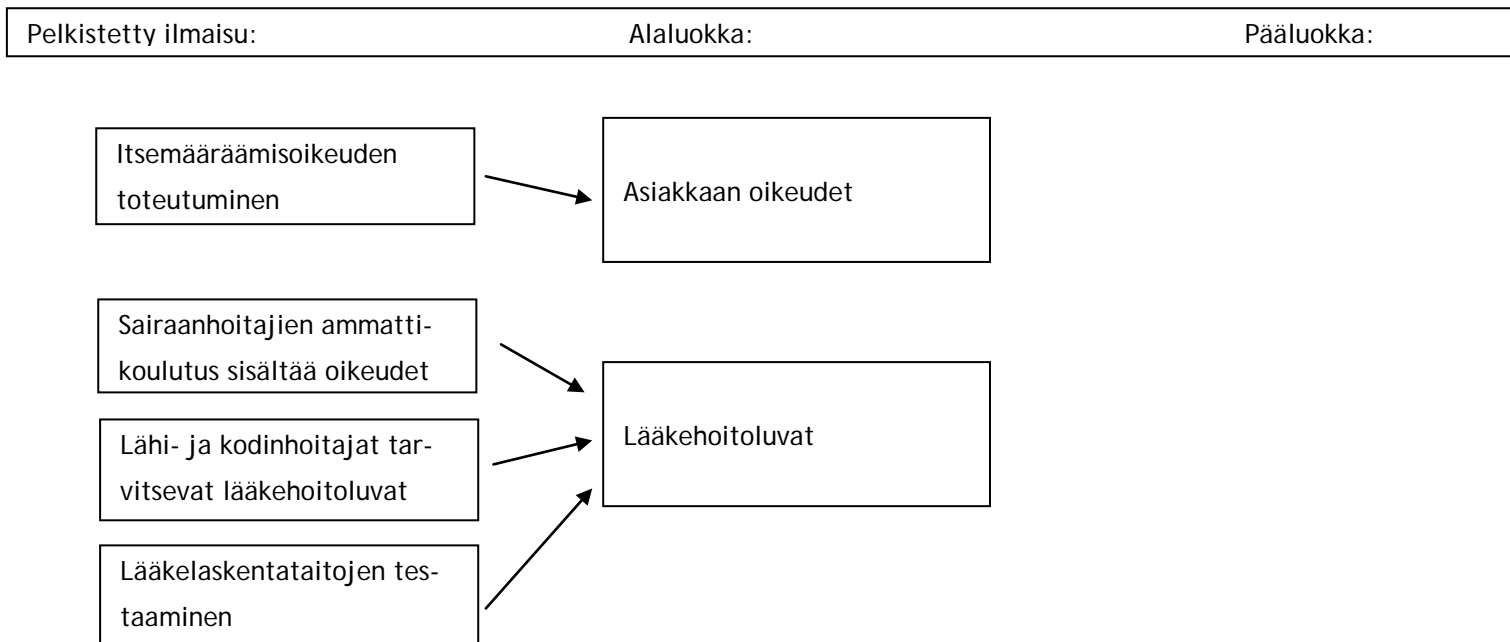 Pelkistetty ilmaisu: Alaluokka: Pääluokka:
Itsemääräämisoikeuden
toteutuminen
Asiakkaan oikeudet
Sairaanhoitajien ammatti-
koulutus sisältää oikeudet
Lähi- ja kodinhoitajat tar-
vitsevat lääkehoitoluvat
Lääkehoitoluvat
Lääkelaskentataitojen tes-
taaminen